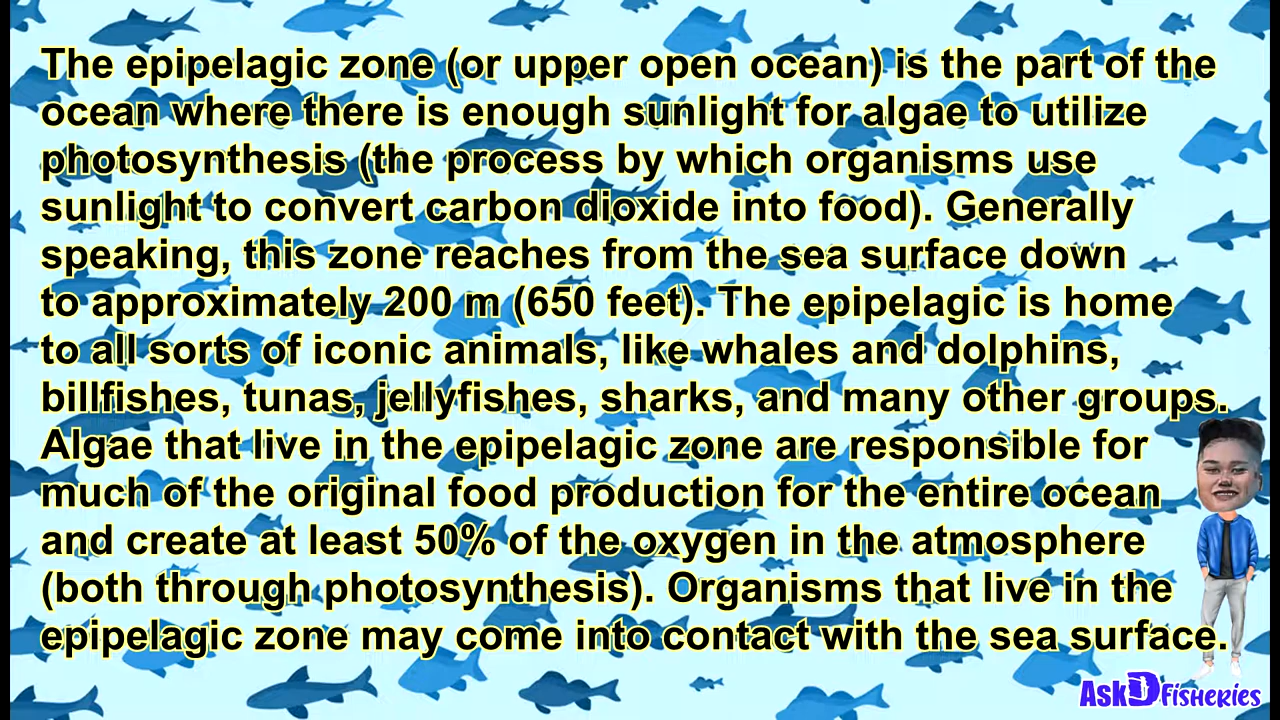 The epipelagic zone (or upper open ocean) is the part of the
ocean where there is enough sunlight for algae to utilize
photosynthesis (the process by which organisms use
sunlight to convert carbon dioxide into food). Generally
speaking, this zone reaches from the sea surface down
to approximately 200 m (650 feet). The epipelagic is home
to all sorts of iconic animals, like whales and dolphins,
billfishes, tunas, jellyfishes, sharks, and many other groups.
Algae that live in the epipelagic zone are responsible for
much of the original food production for the entire ocean
and create at least 50% of the oxygen in the atmosphere
(both through photosynthesis). Organisms that live in the
epipelagic zone may come into contact with the sea surface.
AskD Fisheries